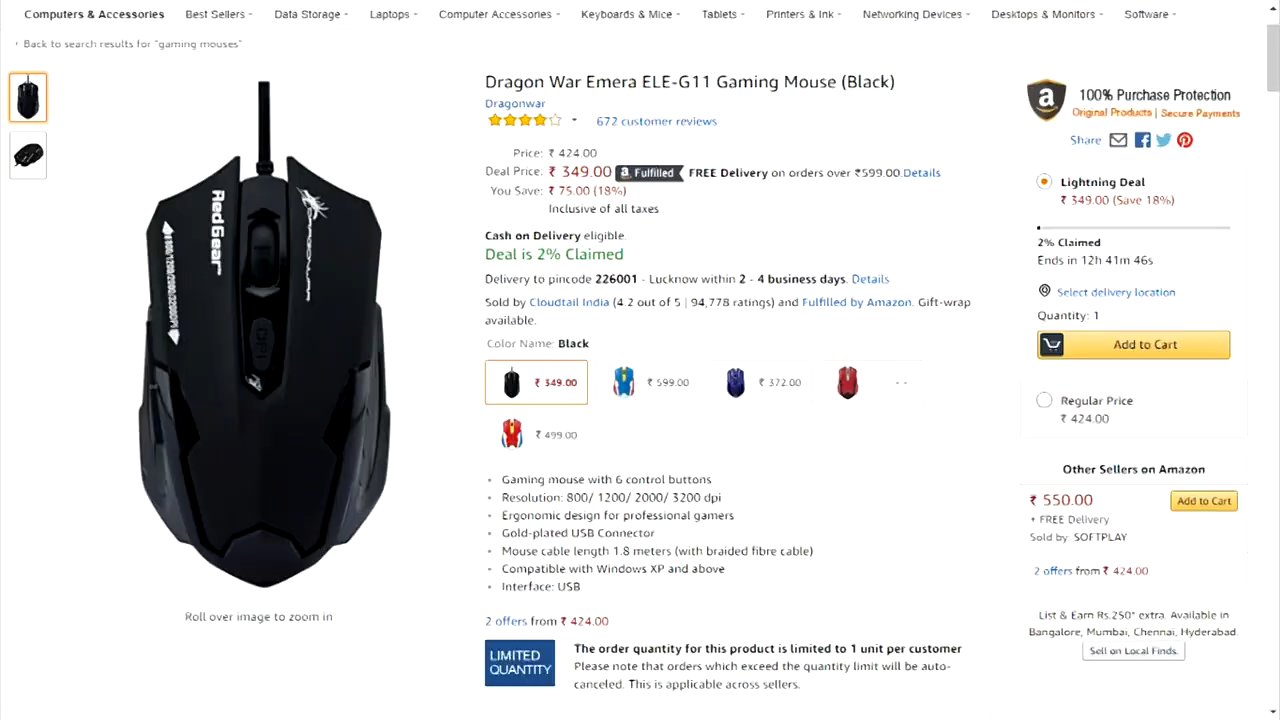 Computers & Accessories Best Sellers Data Storage Laptops Computer Accessories Keyboards & Mice Tablets Printers & Ink Networking Devices Desktops & Monitors Software
Back to search results for "gaming mouses"
RedGear
DRAGONWAR
800/1200/2000/3200DPI
DPI
Roll over image to zoom in
Dragon War Emera ELE-G11 Gaming Mouse (Black)
Dragonwar
672 customer reviews
Price: ₹ 424.00
Deal Price: ₹ 349.00 a Fulfilled FREE Delivery on orders over ₹599.00.Details
You Save: ₹ 75.00 (18%)
Inclusive of all taxes
Cash on Delivery eligible.
Deal is 2% Claimed
Delivery to pincode 226001 - Lucknow within 2 - 4 business days. Details
Sold by Cloudtail India (4.2 out of 5 | 94,778 ratings) and Fulfilled by Amazon. Gift-wrap
available.
Color Name: Black
₹ 349.00 ₹ 599.00 ₹ 372.00 - -
₹ 499.00
• Gaming mouse with 6 control buttons
• Resolution: 800/ 1200/ 2000/ 3200 dpi
• Ergonomic design for professional gamers
• Gold-plated USB Connector
• Mouse cable length 1.8 meters (with braided fibre cable)
• Compatible with Windows XP and above
• Interface: USB
2 offers from ₹ 424.00
LIMITED
QUANTITY
The order quantity for this product is limited to 1 unit per customer
Please note that orders which exceed the quantity limit will be auto-
canceled. This is applicable across sellers.
a
100% Purchase Protection
Original Products | Secure Payments
Share
Lightning Deal
₹ 349.00 (Save 18%)
2% Claimed
Ends in 12h 41m 46s
Select delivery location
Quantity: 1
Add to Cart
Regular Price
₹ 424.00
Other Sellers on Amazon
₹ 550.00 Add to Cart
+ FREE Delivery
Sold by: SOFTPLAY
2 offers from ₹ 424.00
List & Earn Rs.250* extra. Available in
Bangalore, Mumbai, Chennai, Hyderabad.
Sell on Local Finds.